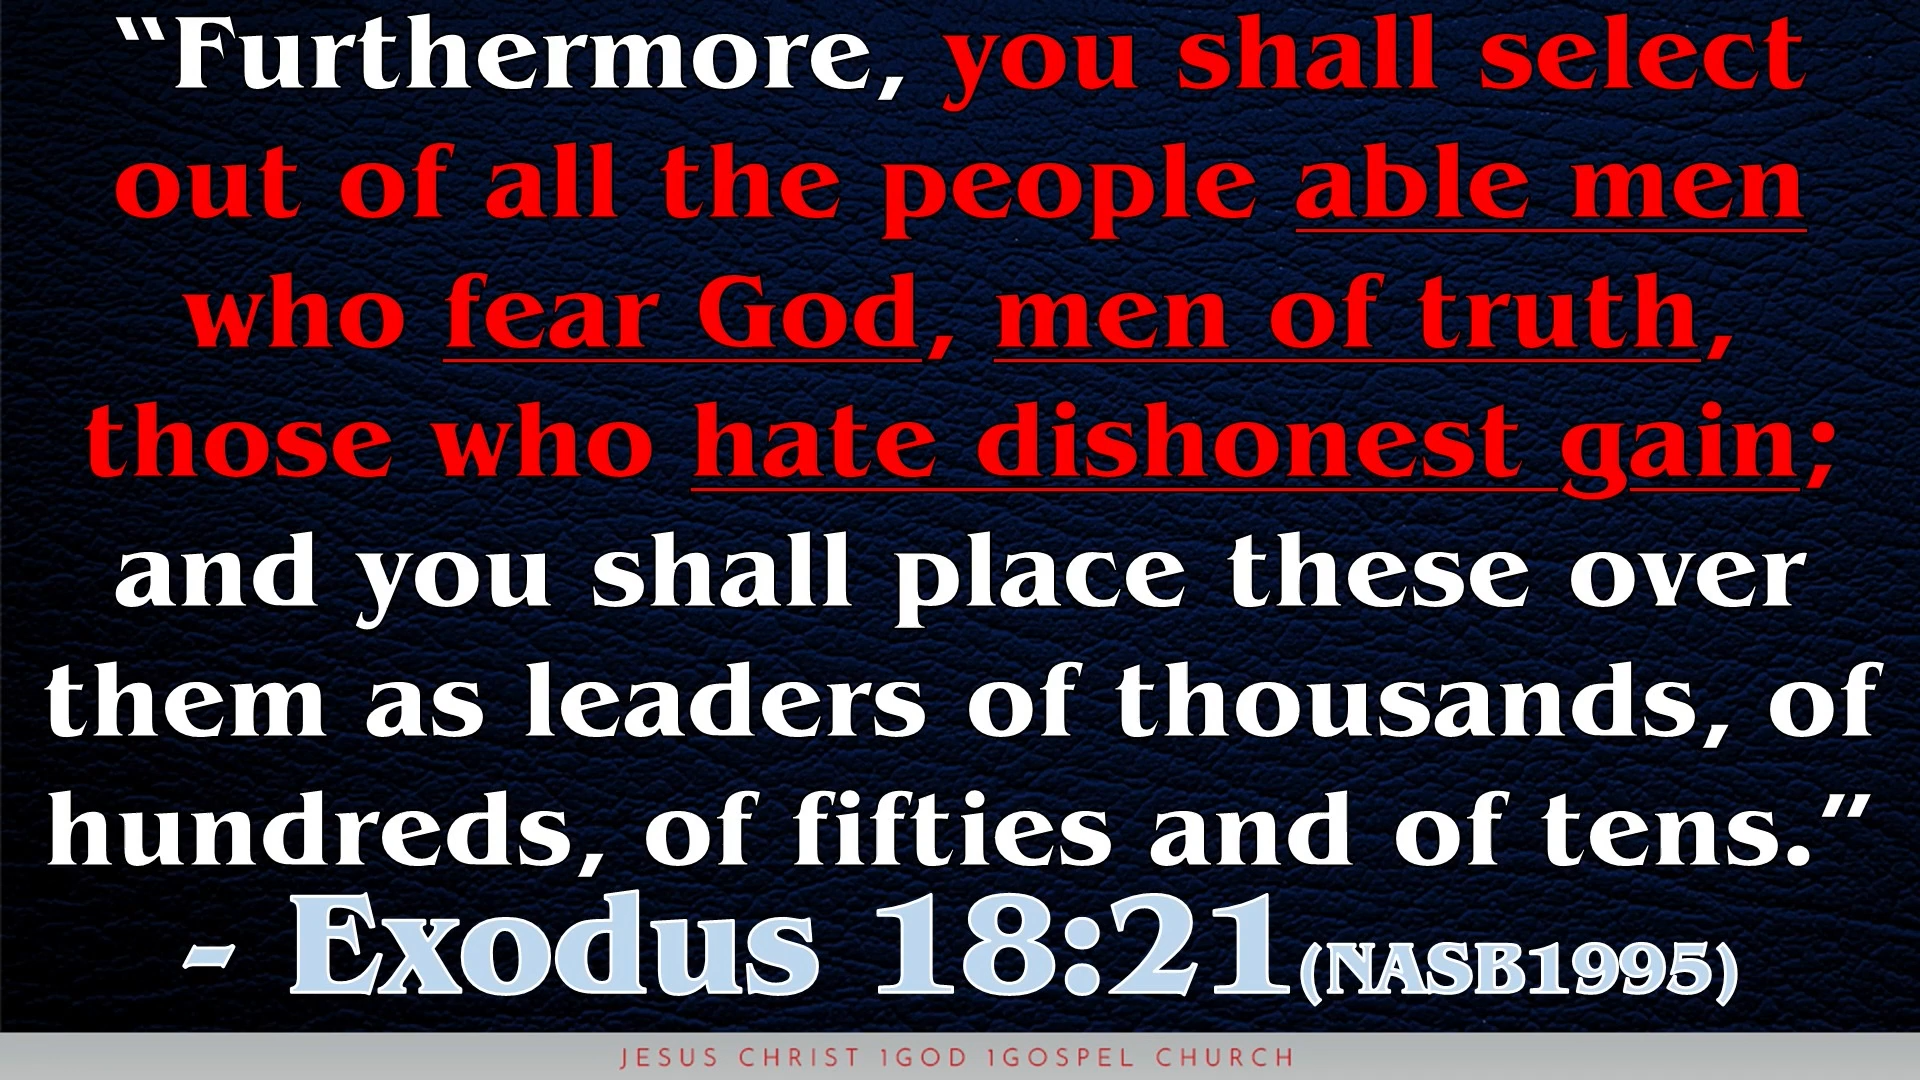 “Furthermore, you shall select
out of all the people able men
who fear God, men of truth,
those who hate dishonest gain;
and you shall place these over
them as leaders of thousands, of
hundreds, of fifties and of tens.”
- Exodus 18:21(NASB1995)
JESUS CHRIST 1GOD 1GOSPEL CHURCH